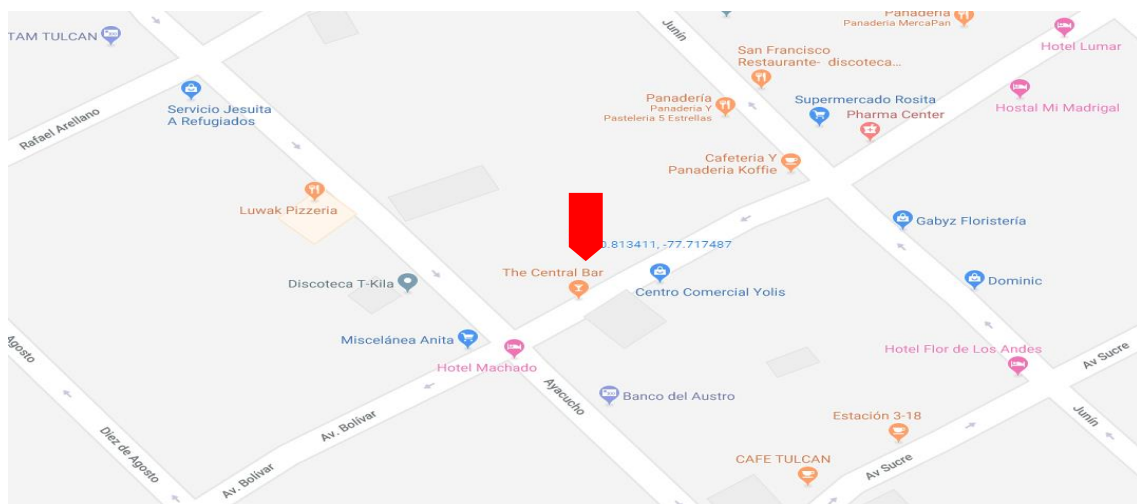 Panadería
Panaderia MercaPan
Junín
TAM TULCAN
Hotel Lumar
San Francisco
Restaurante- discoteca...
Servicio Jesuita
A Refugiados
Panadería
Panaderia Y
Pasteleria 5 Estrellas
Supermercado Rosita
Pharma Center
Hostal Mi Madrigal
Rafael Arellano
Cafeteria Y
Panaderia Koffie
Luwak Pizzeria
Gabyz Floristería
0.813411, -77.717487
The Central Bar
Discoteca T-Kila
Centro Comercial Yolis
Dominic
Miscelánea Anita
Agosto
Hotel Machado
Hotel Flor de Los Andes
Av Sucre
Ayacucho
Banco del Austro
Av. Bolívar
Estación 3-18
Junín
Diez de Agosto
CAFE TULCAN
Av Sucre
Av. Bolívar